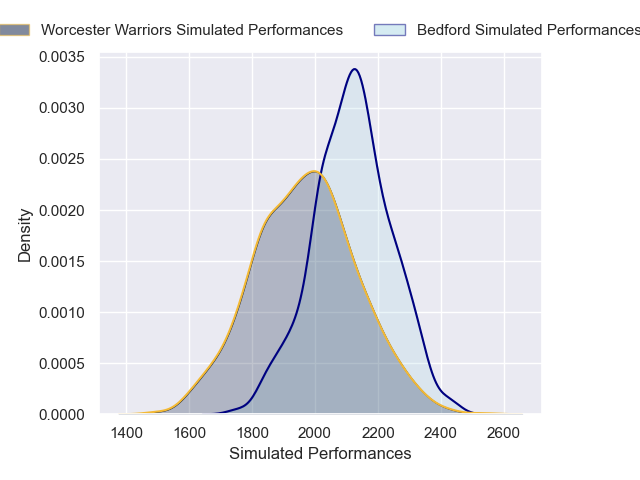 Worcester Warriors Simulated Performances
Bedford Simulated Performances
0.0035
0.0030
0.0025
0.0020
0.0015
0.0010
0.0005
0.0000
Density
1400 1600 1800 2000 2200 2400 2600
Simulated Performances